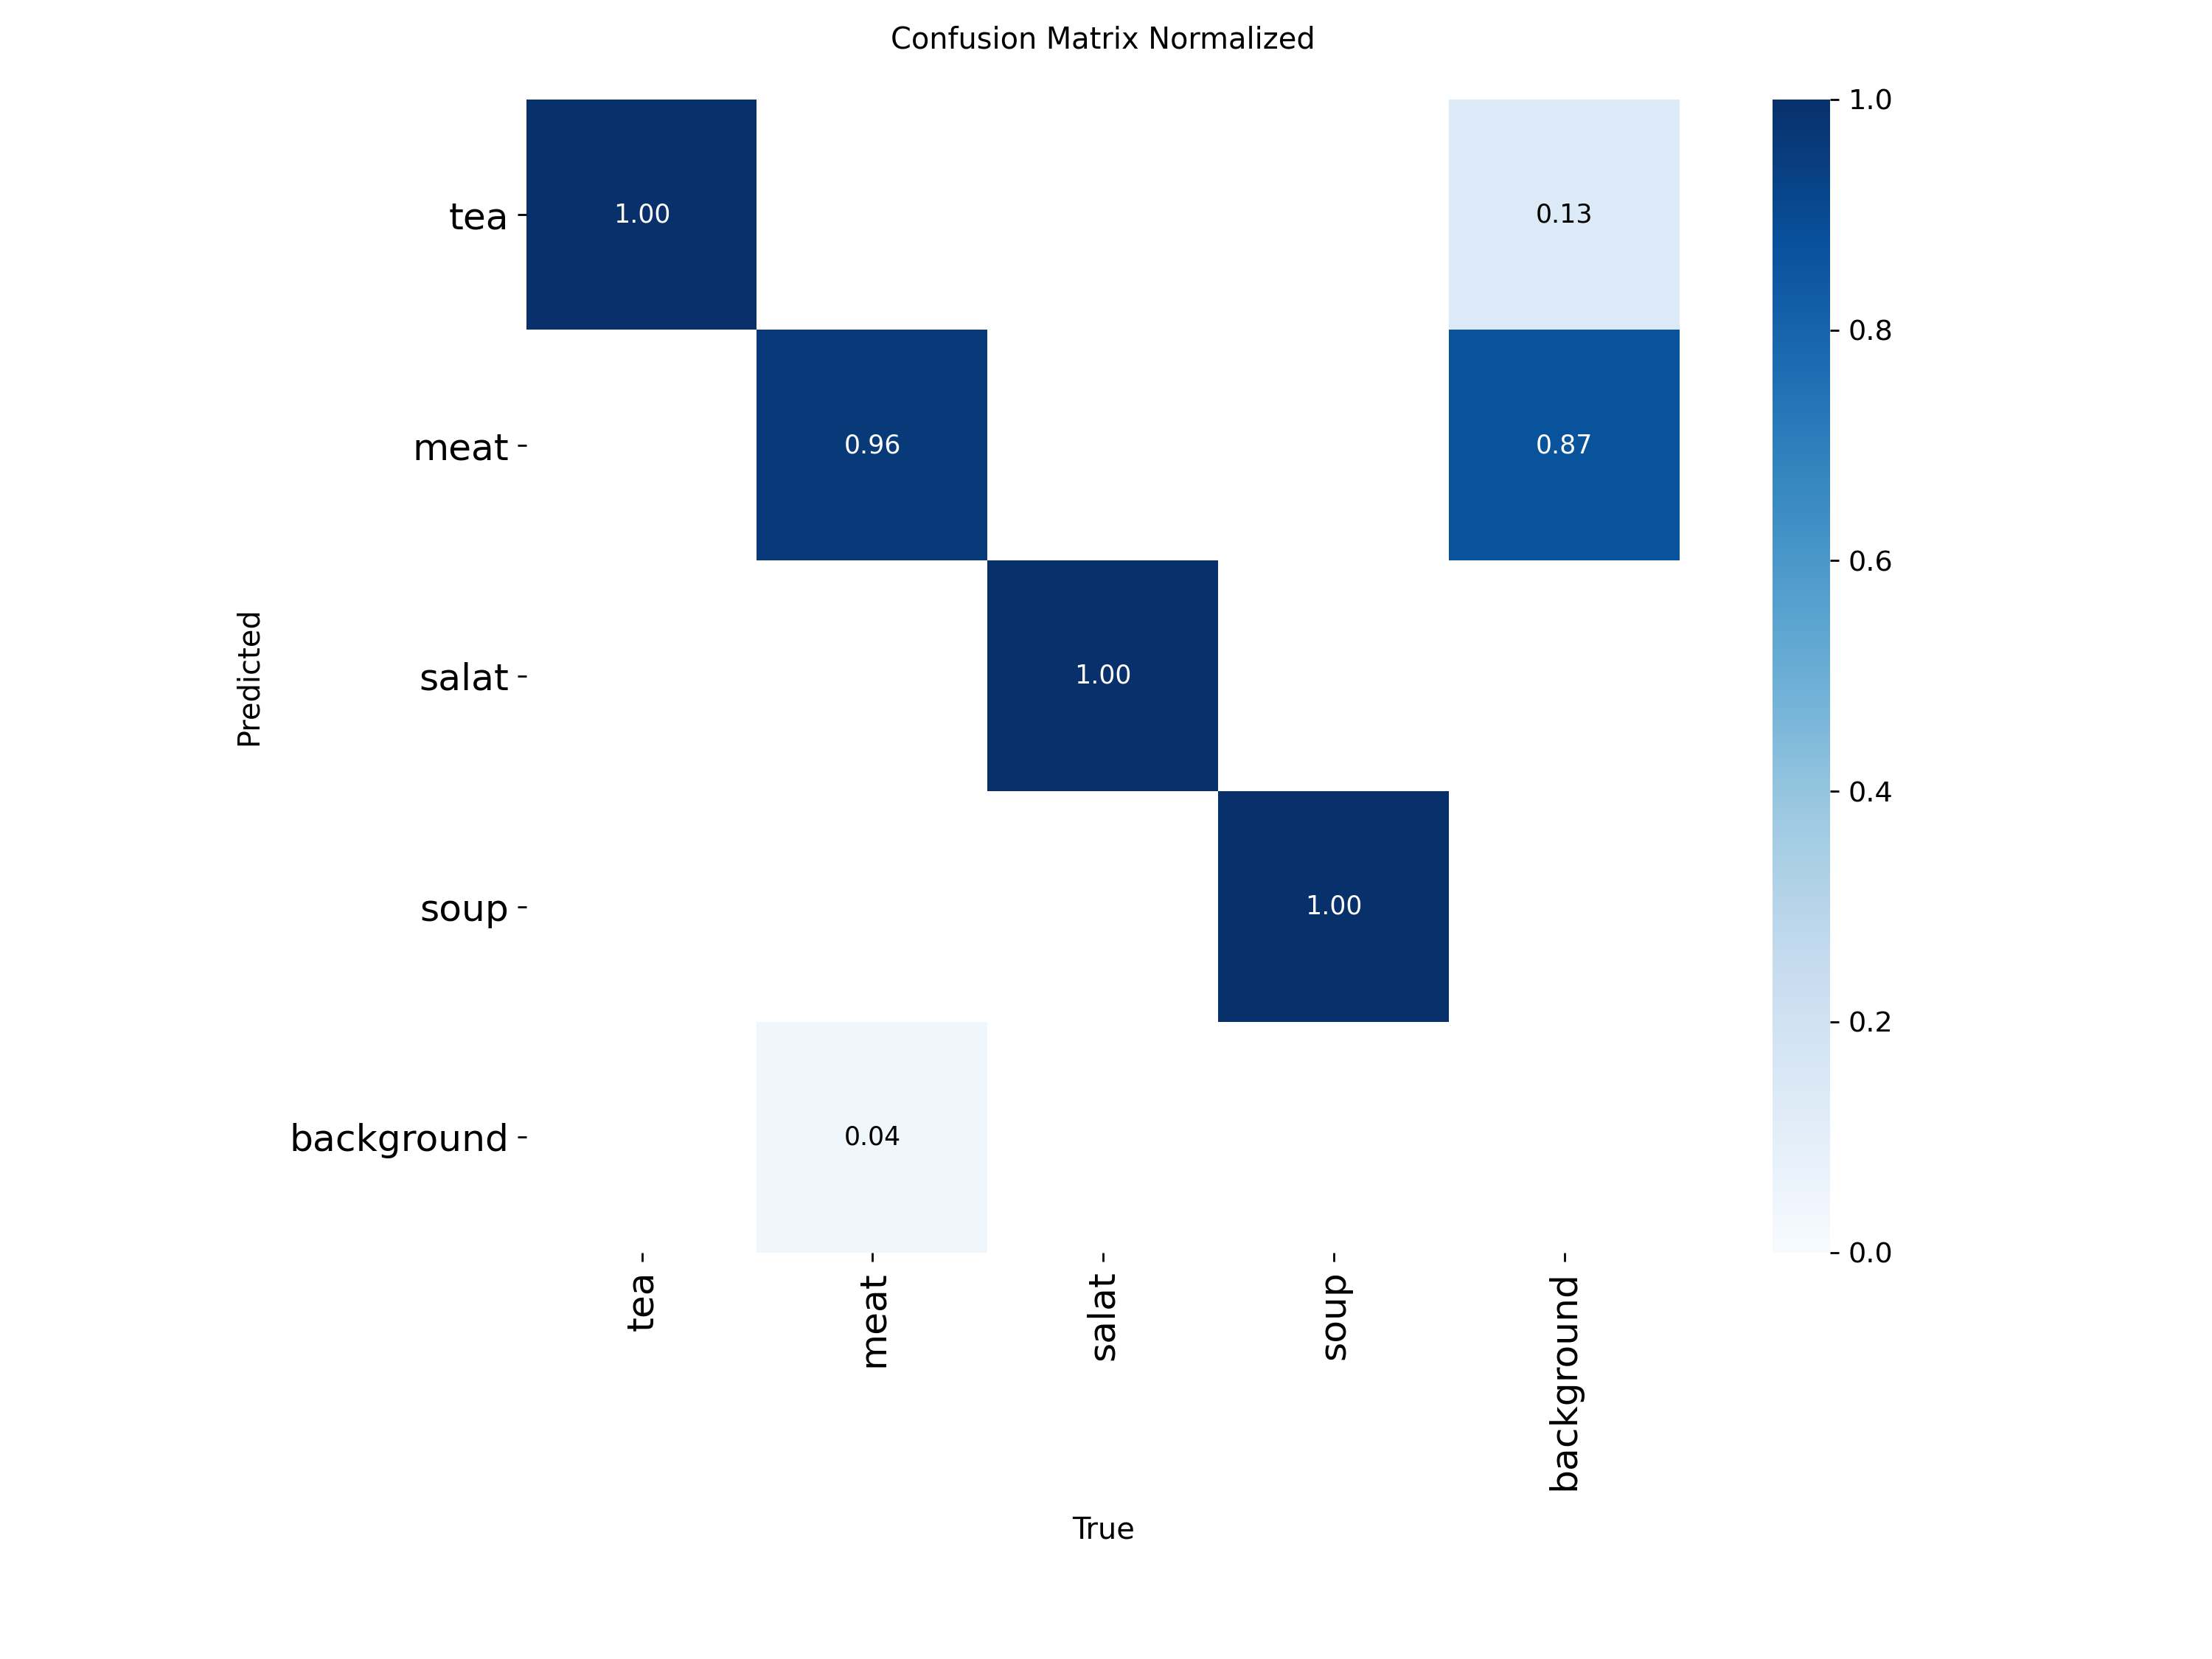 Confusion Matrix Normalized
tea
1.00
0.13
meat
0.96
0.87
salat
1.00
soup
1.00
background
0.04
tea
meat
salat
soup
background
Predicted
True
1.0
0.8
0.6
0.4
0.2
0.0